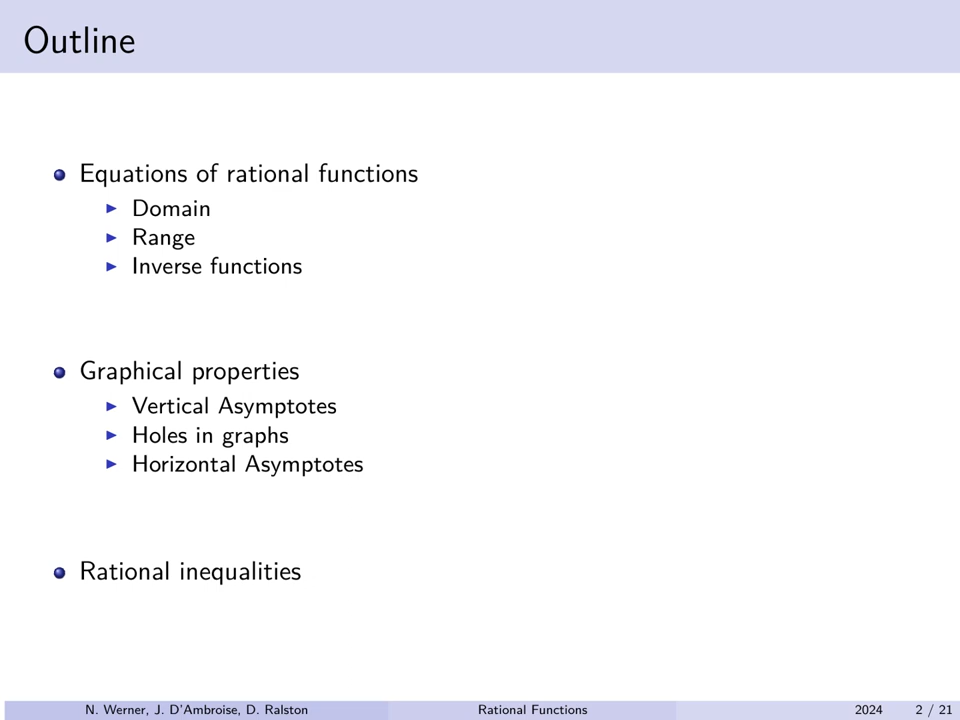 Outline
Equations of rational functions
Domain
Range
Inverse functions
Graphical properties
Vertical Asymptotes
Holes in graphs
Horizontal Asymptotes
Rational inequalities
N. Werner, J. D'Ambroise, D. Ralston Rational Functions 2024 2 / 21